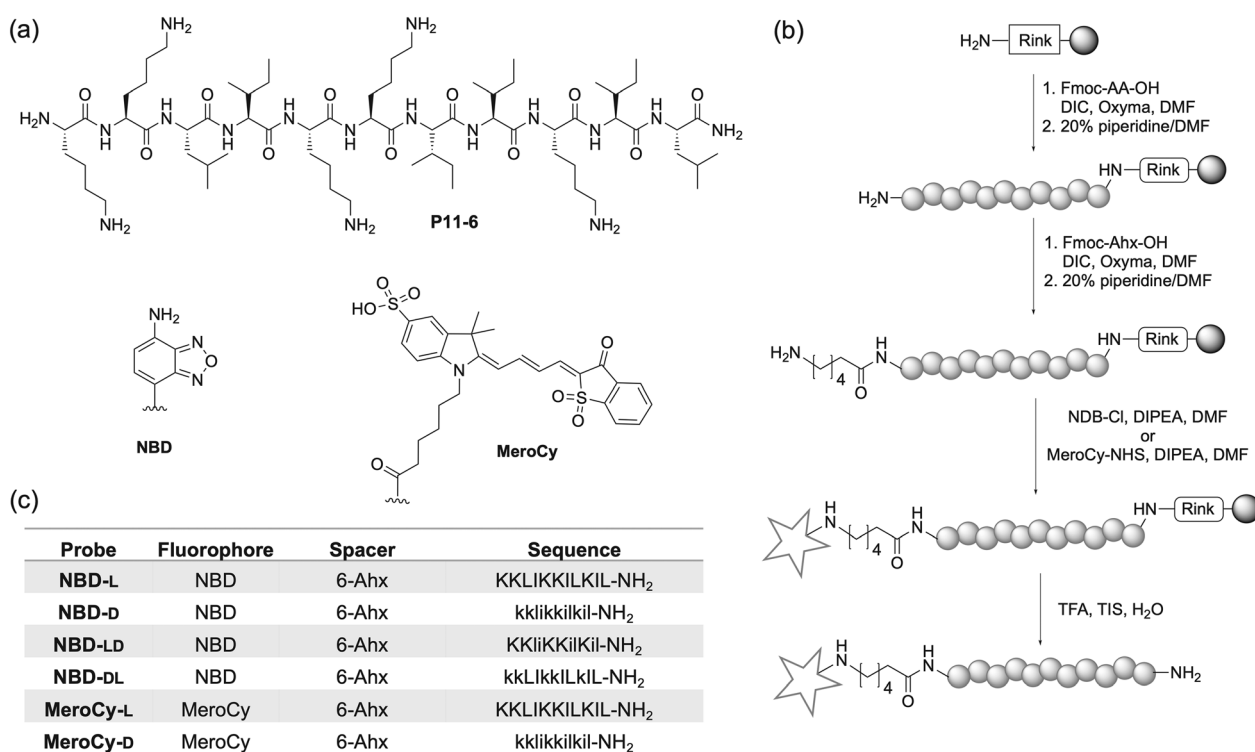 (a)
NH₂
NH₂
O H O H O H O H O H O
H₂N N N N N N N N N N N NH₂
H O H O H O H O H O
NH₂
NH₂
NH₂
P11-6
NH₂
N
O
N
NBD
O
HO S O
N
O
S
O O
O
MeroCy
(b)
H₂N Rink
1. Fmoc-AA-OH
DIC, Oxyma, DMF
2. 20% piperidine/DMF
HN Rink
H₂N
1. Fmoc-Ahx-OH
DIC, Oxyma, DMF
2. 20% piperidine/DMF
HN Rink
NH₂ H N
4
O
NDB-Cl, DIPEA, DMF
or
MeroCy-NHS, DIPEA, DMF
HN Rink
H N H N
4
O
TFA, TIS, H₂O
H N H N
4
O
NH₂
(c)
Probe Fluorophore Spacer Sequence
NBD-L NBD 6-Ahx KKLIKKILKIL-NH₂
NBD-D NBD 6-Ahx kklikkilkil-NH₂
NBD-LD NBD 6-Ahx KKliKKilKil-NH₂
NBD-DL NBD 6-Ahx kkLIkkILkIL-NH₂
MeroCy-L MeroCy 6-Ahx KKLIKKILKIL-NH₂
MeroCy-D MeroCy 6-Ahx kklikkilkil-NH₂